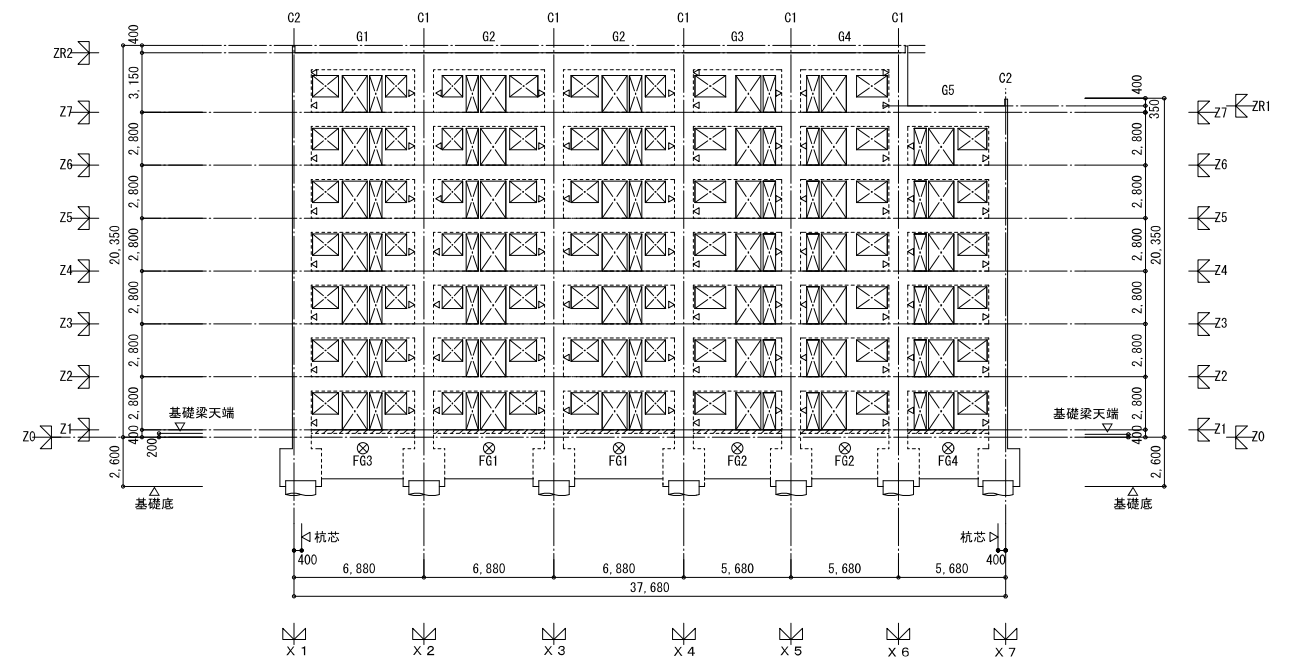 C2 C1 C1 C1 C1 C1
G1 G2 G2 G3 G4
ZR2
400
3,150
C2
G5
400
350
ZR1
Z7
2,800
Z7
2,800
Z6
2,800
Z6
2,800
Z5
2,800
Z5
2,800
20,350
20,350
Z4
2,800
Z4
2,800
Z3
2,800
Z3
2,800
Z2
2,800
Z2
2,800
基礎梁天端
基礎梁天端
Z0 Z1
400
200
Z1 Z0
400
2,600
2,600
FG3 FG1 FG1 FG2 FG2 FG4
基礎底
基礎底
杭芯
杭芯
400
400
6,880 6,880 6,880 5,680 5,680 5,680
37,680
X1 X2 X3 X4 X5 X6 X7